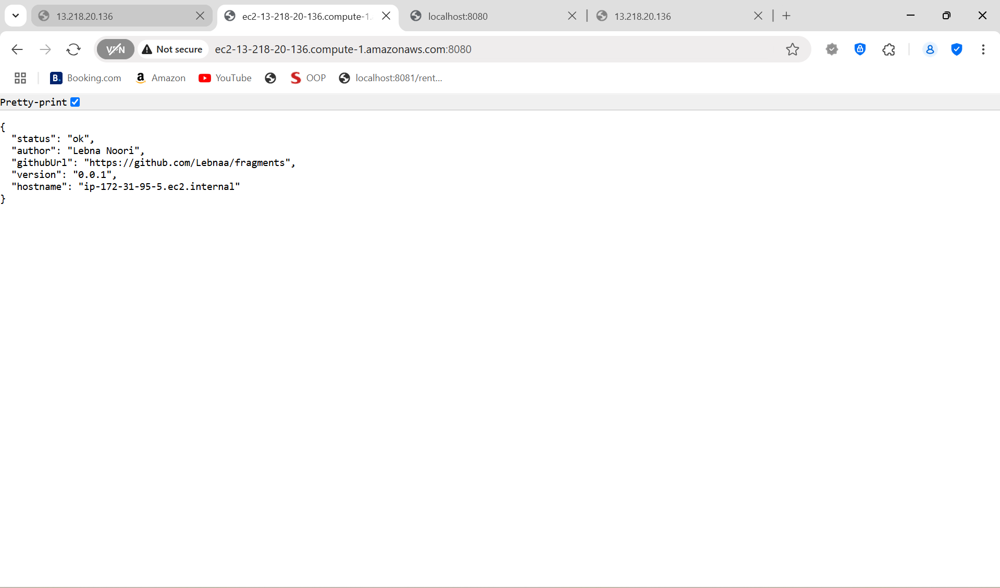 13.218.20.136
ec2-13-218-20-136.compute-1.
localhost:8080
13.218.20.136
VPN
Not secure
ec2-13-218-20-136.compute-1.amazonaws.com:8080
B.
Booking.com
a
Amazon
YouTube
S
OOP
localhost:8081/rent...
Pretty-print
{
"status": "ok",
"author": "Lebna Noori",
"githubUrl": "https://github.com/Lebnaa/fragments",
"version": "0.0.1",
"hostname": "ip-172-31-95-5.ec2.internal"
}